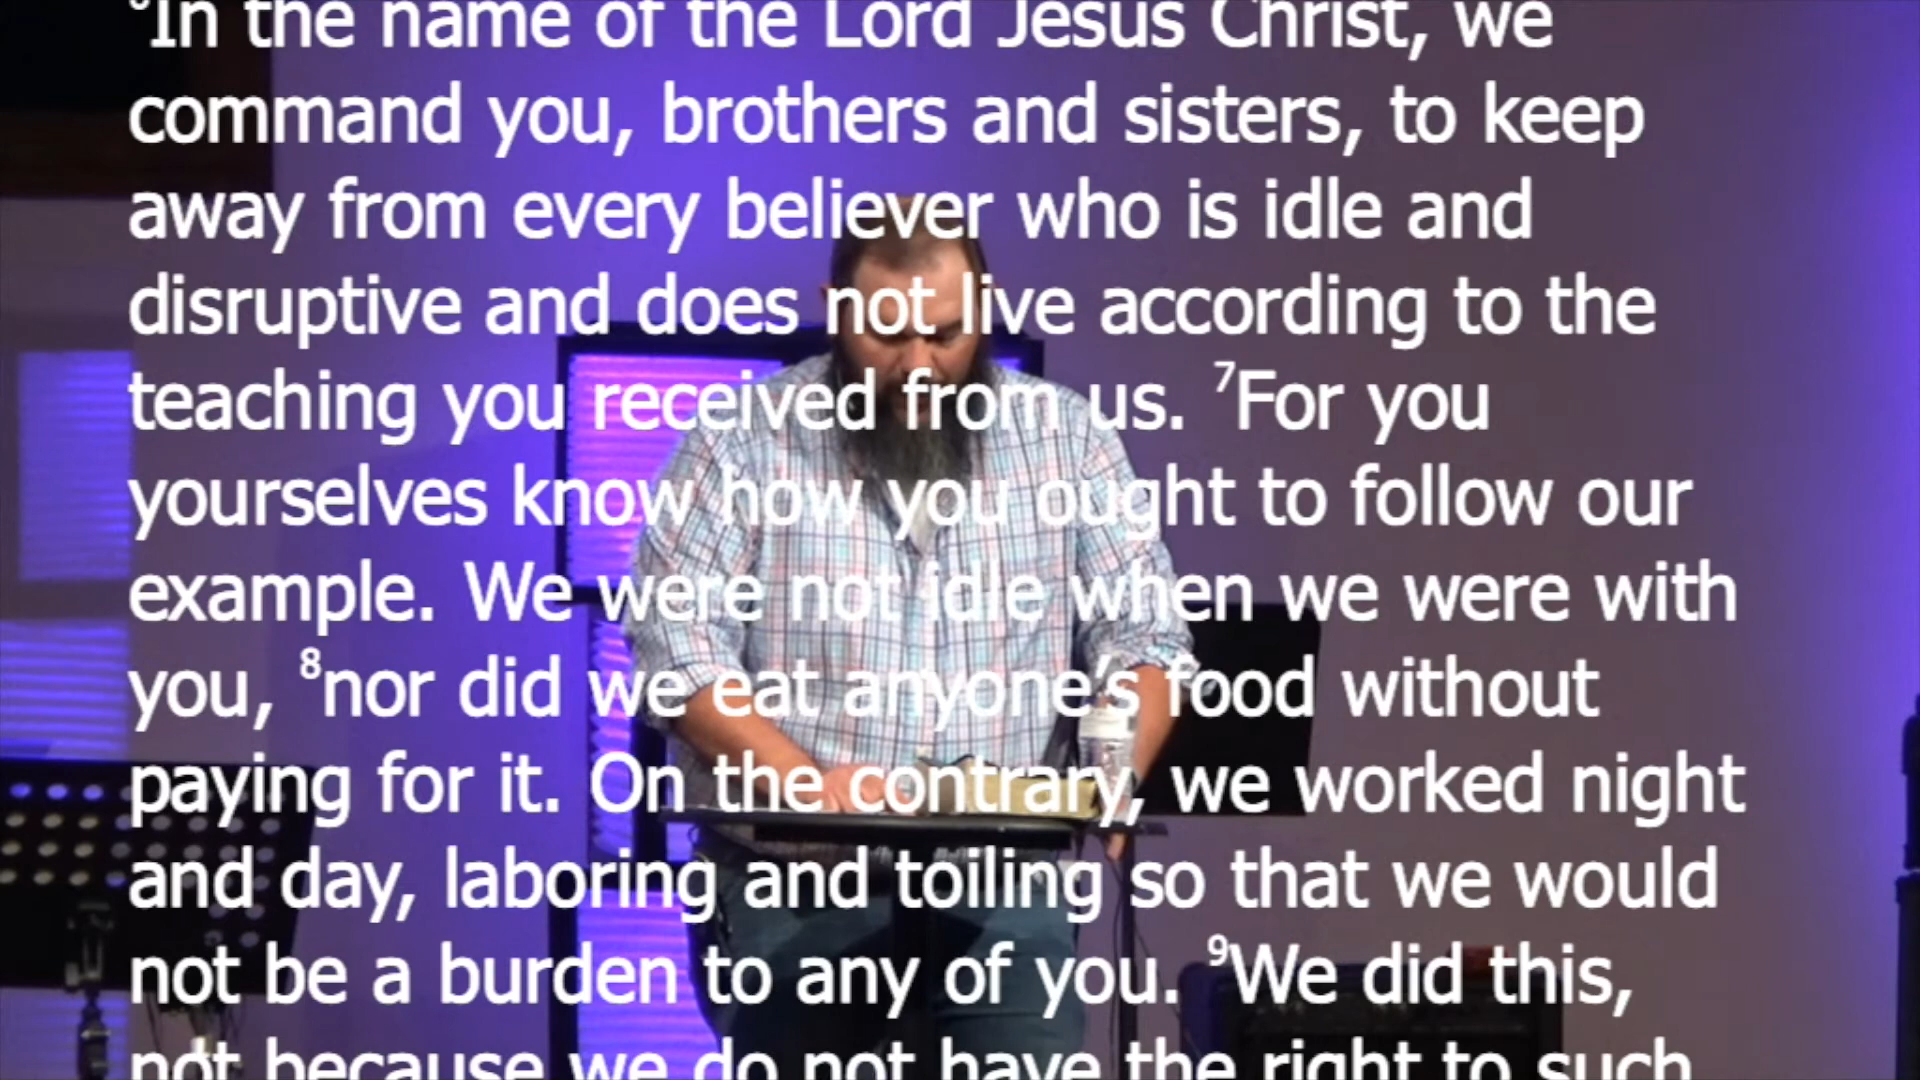 ⁶In the name of the Lord Jesus Christ, we
command you, brothers and sisters, to keep
away from every believer who is idle and
disruptive and does not live according to the
teaching you received from us. ⁷For you
yourselves know how you ought to follow our
example. We were not idle when we were with
you, ⁸nor did we eat anyone’s food without
paying for it. On the contrary, we worked night
and day, laboring and toiling so that we would
not be a burden to any of you. ⁹We did this,
not because we do not have the right to such